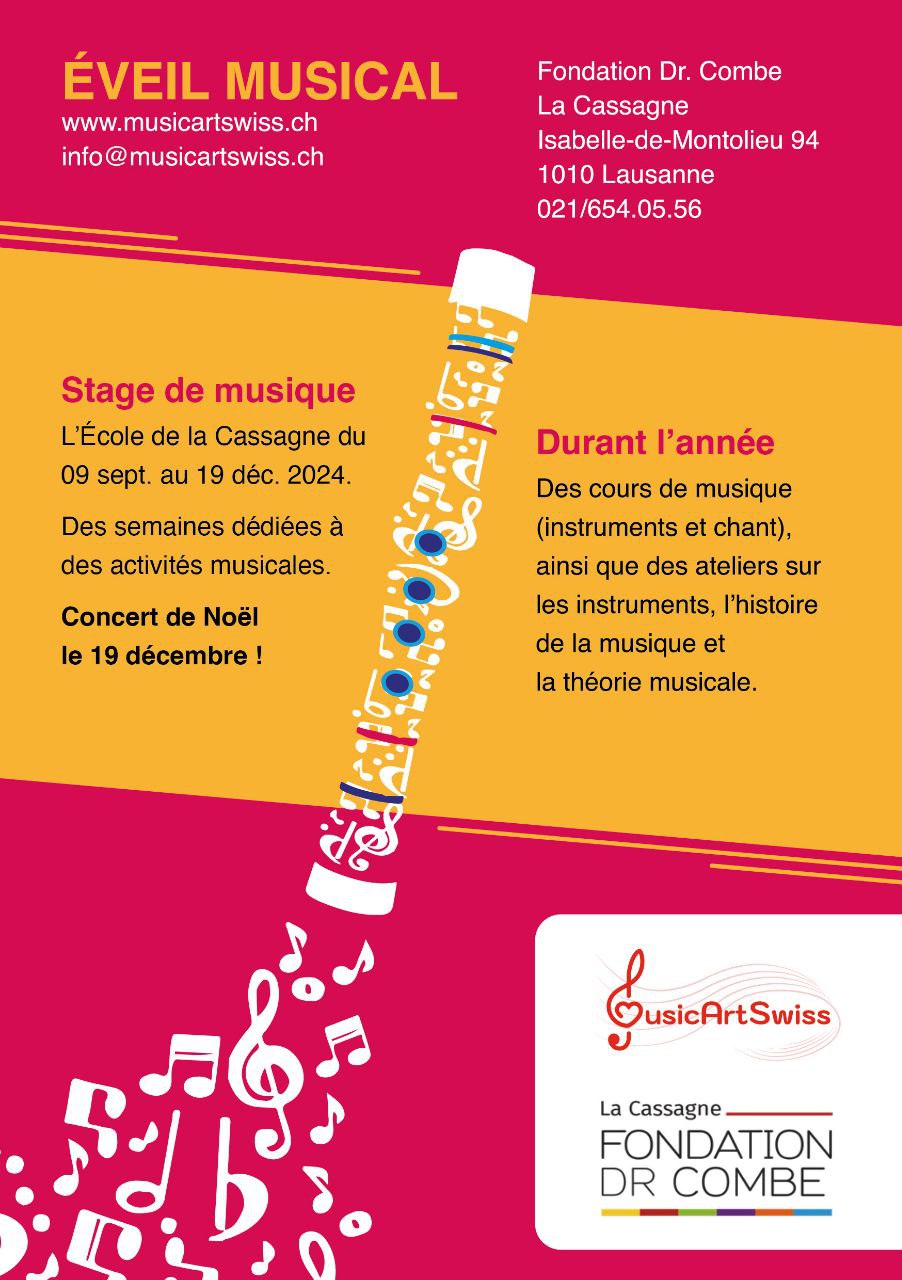 ÉVEIL MUSICAL
www.musicartswiss.ch
info@musicartswiss.ch
Fondation Dr. Combe
La Cassagne
Isabelle-de-Montolieu 94
1010 Lausanne
021/654.05.56
Stage de musique
L’École de la Cassagne du
09 sept. au 19 déc. 2024.
Des semaines dédiées à
des activités musicales.
Concert de Noël
le 19 décembre !
Durant l’année
Des cours de musique
(instruments et chant),
ainsi que des ateliers sur
les instruments, l’histoire
de la musique et
la théorie musicale.
MusicArtSwiss
La Cassagne
FONDATION
DR COMBE